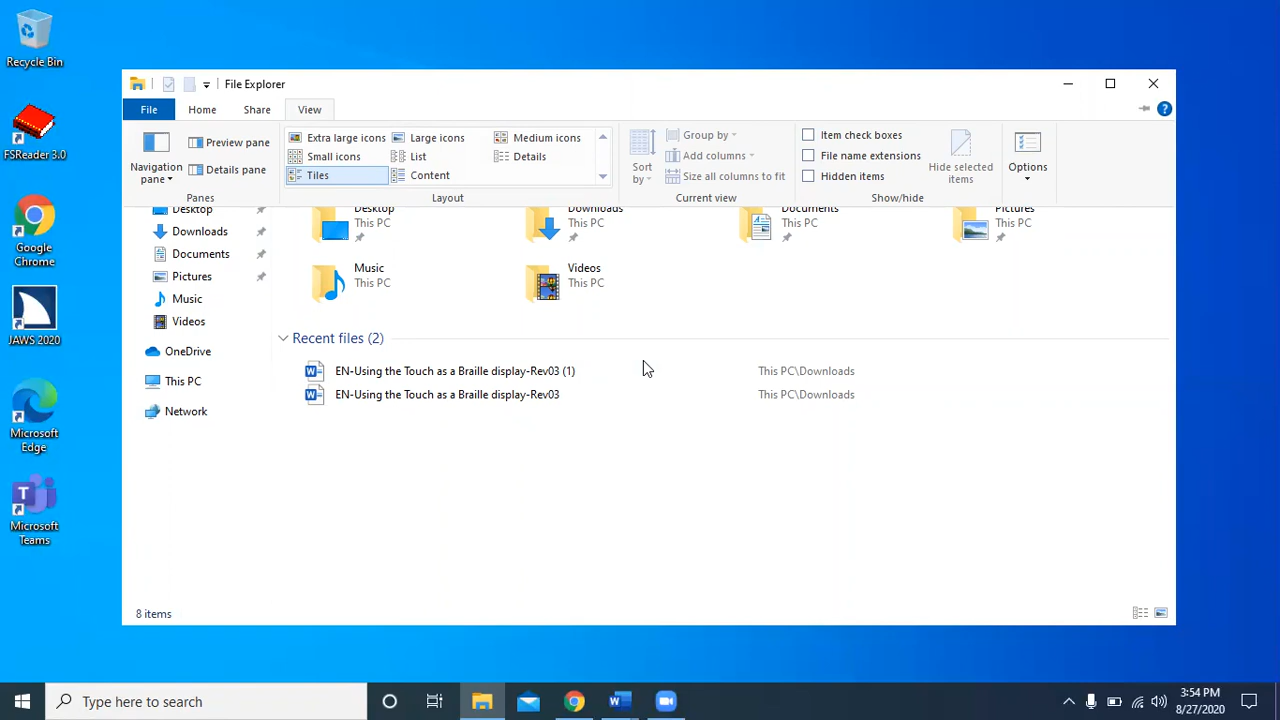 Recycle Bin
FSReader 3.0
Google
Chrome
JAWS 2020
Microsoft
Edge
Microsoft
Teams
File Explorer
File
Home
Share
View
Navigation
pane
Preview pane
Details pane
Panes
Extra large icons
Large icons
Medium icons
Small icons
List
Details
Tiles
Content
Layout
Sort
by
Group by
Add columns
Size all columns to fit
Current view
Item check boxes
File name extensions
Hidden items
Hide selected
items
Show/hide
Options
Desktop
Downloads
Documents
Pictures
Music
Videos
OneDrive
This PC
Network
Desktop
This PC
Downloads
This PC
Documents
This PC
Pictures
This PC
Music
This PC
Videos
This PC
Recent files (2)
EN-Using the Touch as a Braille display-Rev03 (1)
This PC\Downloads
EN-Using the Touch as a Braille display-Rev03
This PC\Downloads
8 items
Type here to search
3:54 PM
8/27/2020